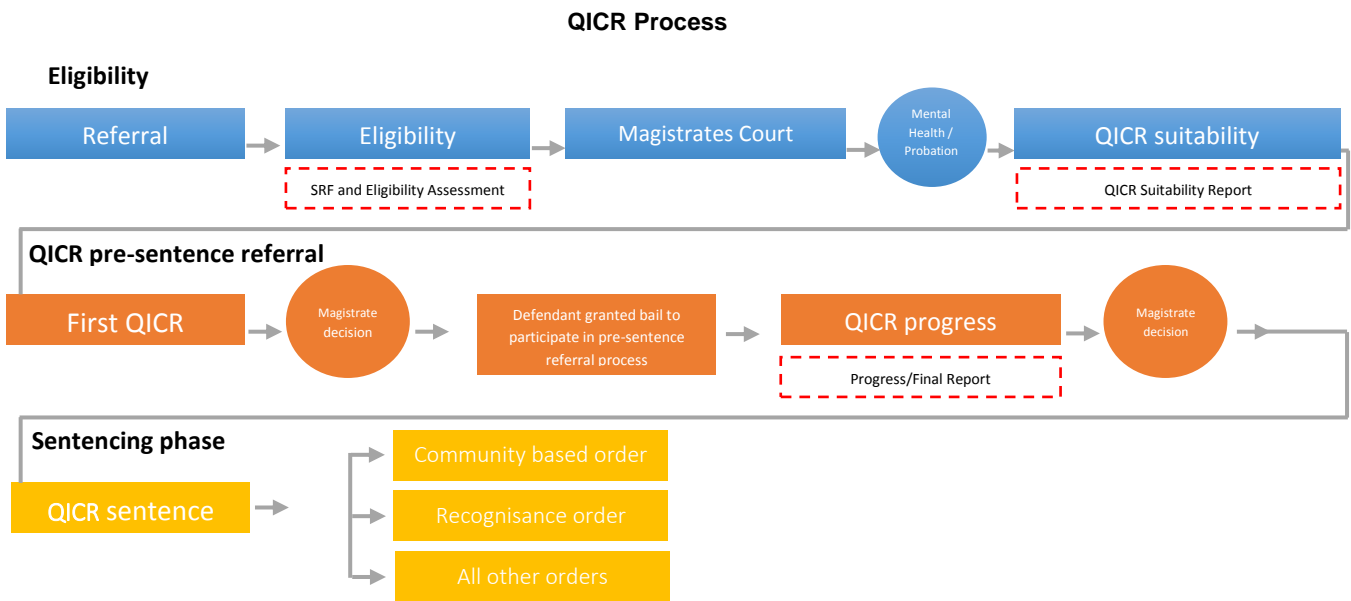 QICR Process
Eligibility
Referral
Eligibility
Magistrates Court
Mental
Health /
Probation
QICR suitability
SRF and Eligibility Assessment
QICR Suitability Report
QICR pre-sentence referral
First QICR
Magistrate
decision
Defendant granted bail to
participate in pre-sentence
referral process
QICR progress
Magistrate
decision
Progress/Final Report
Sentencing phase
QICR sentence
Community based order
Recognisance order
All other orders